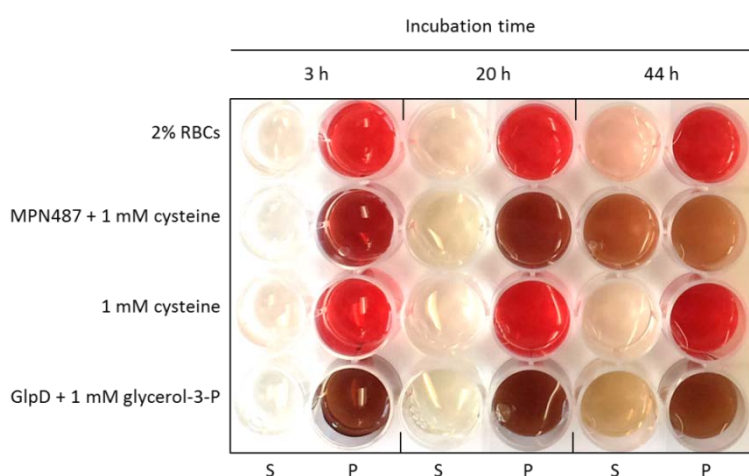 Incubation time
3 h 20 h 44 h
2% RBCs
MPN487 + 1 mM cysteine
1 mM cysteine
GlpD + 1 mM glycerol-3-P
S P S P S P